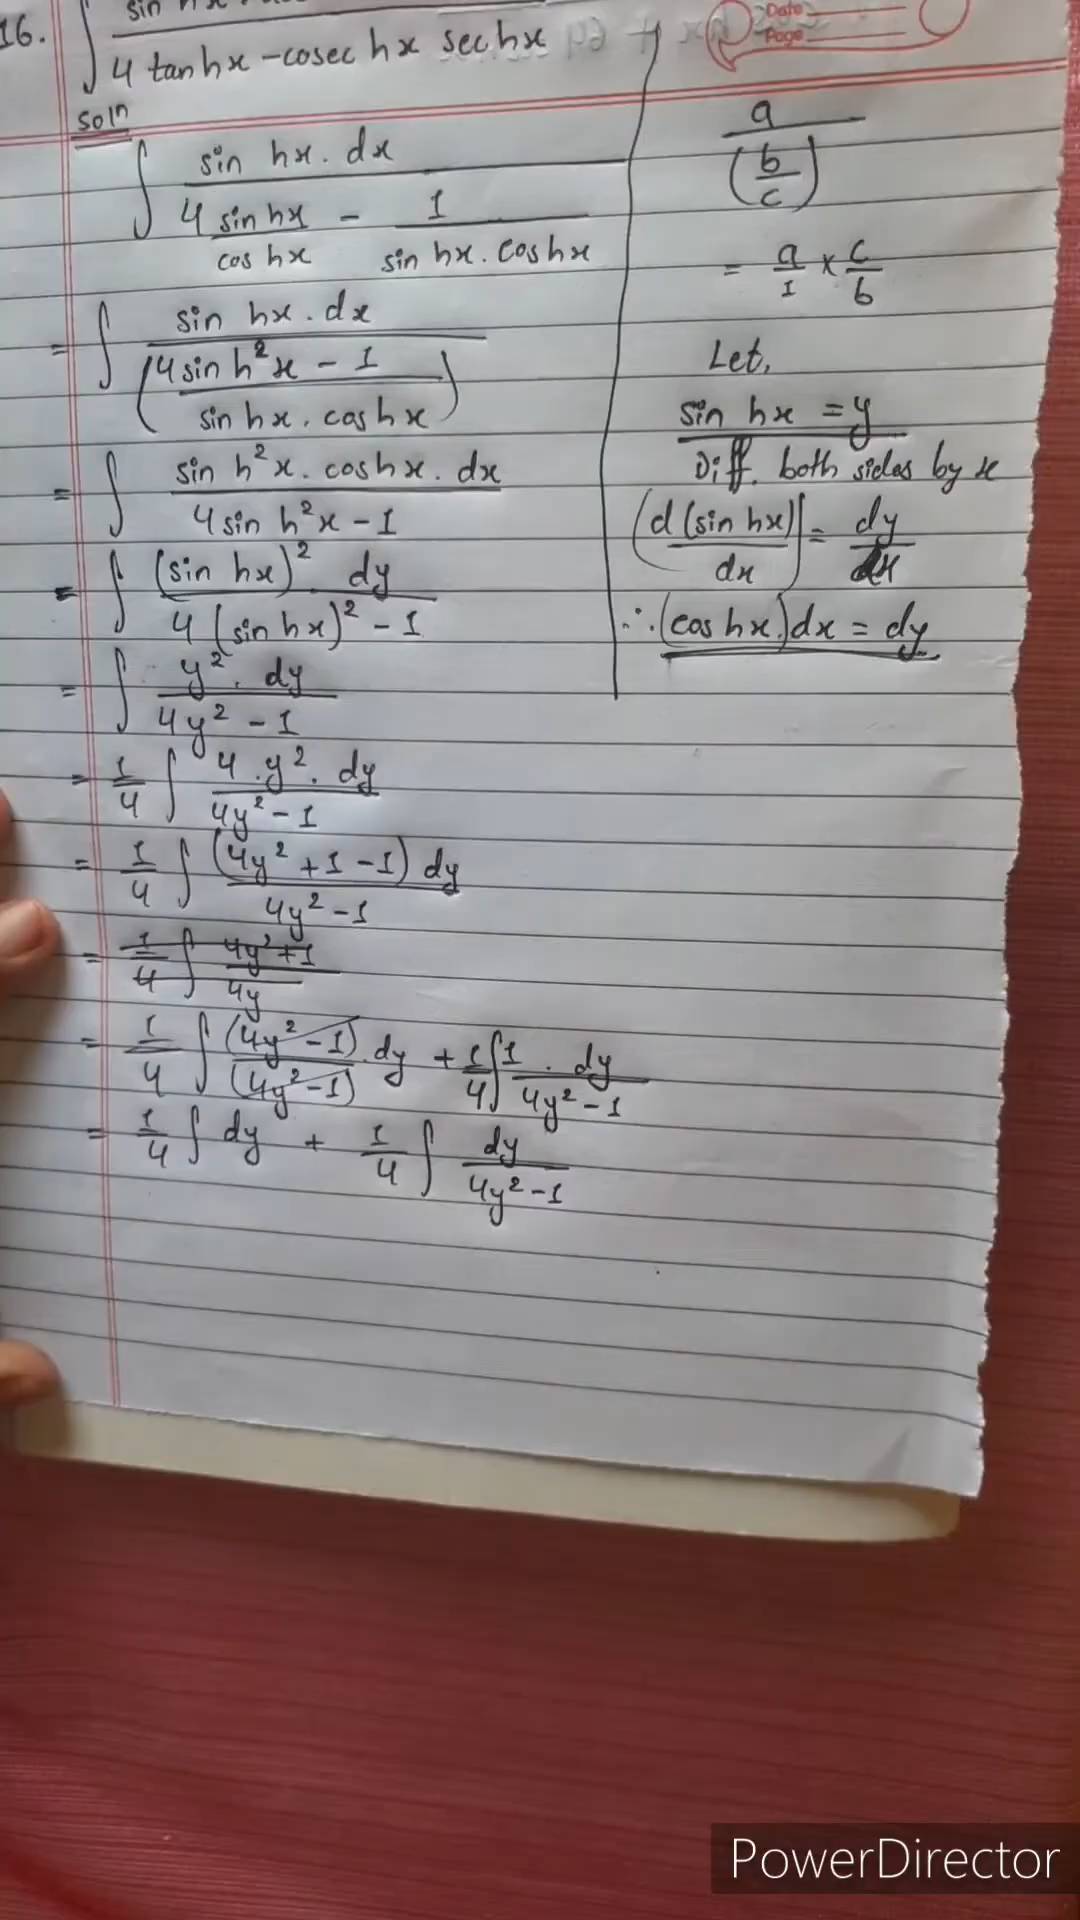 16. ∫ sin hx . dx / 4 tanhx - cosec hx sec hx
Date
Page
Soln
∫ sin hx. dx / (4 sin hx / cos hx - 1 / sin hx. cos hx)
= ∫ sin hx . dx / (4 sin h²x - 1 / sin hx. cos hx)
= ∫ sin h²x. cos hx. dx / 4 sin h²x - 1
= ∫ (sin hx)² dy / 4 (sin hx)² - 1
= ∫ y². dy / 4y² - 1
= 1/4 ∫ 4 .y². dy / 4y² - 1
= 1/4 ∫ (4y² + 1 - 1) dy / 4y² - 1
= 1/4 ∫ 4y² + 1 / 4y
= 1/4 ∫ (4y² - 1) . dy / (4y² - 1) + 1/4 ∫ 1 . dy / 4y² - 1
= 1/4 ∫ dy + 1/4 ∫ dy / 4y² - 1
a / (b / c)
= a/1 × c/b
Let,
sin hx = y
Diff. both sides by x
(d (sin hx) / dx) = dy / dx
∴ (cos hx.) dx = dy
PowerDirector